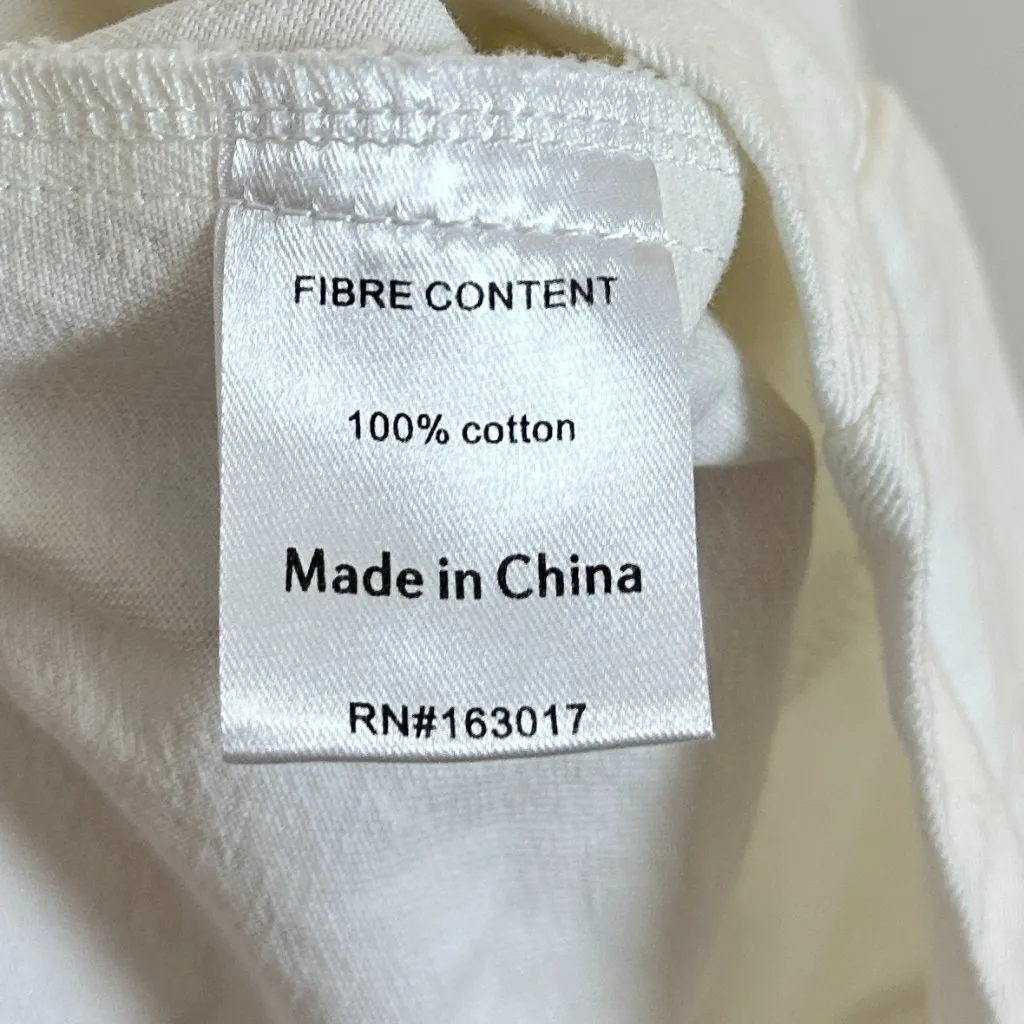 FIBRE CONTENT
100% cotton
Made in China
RN#163017